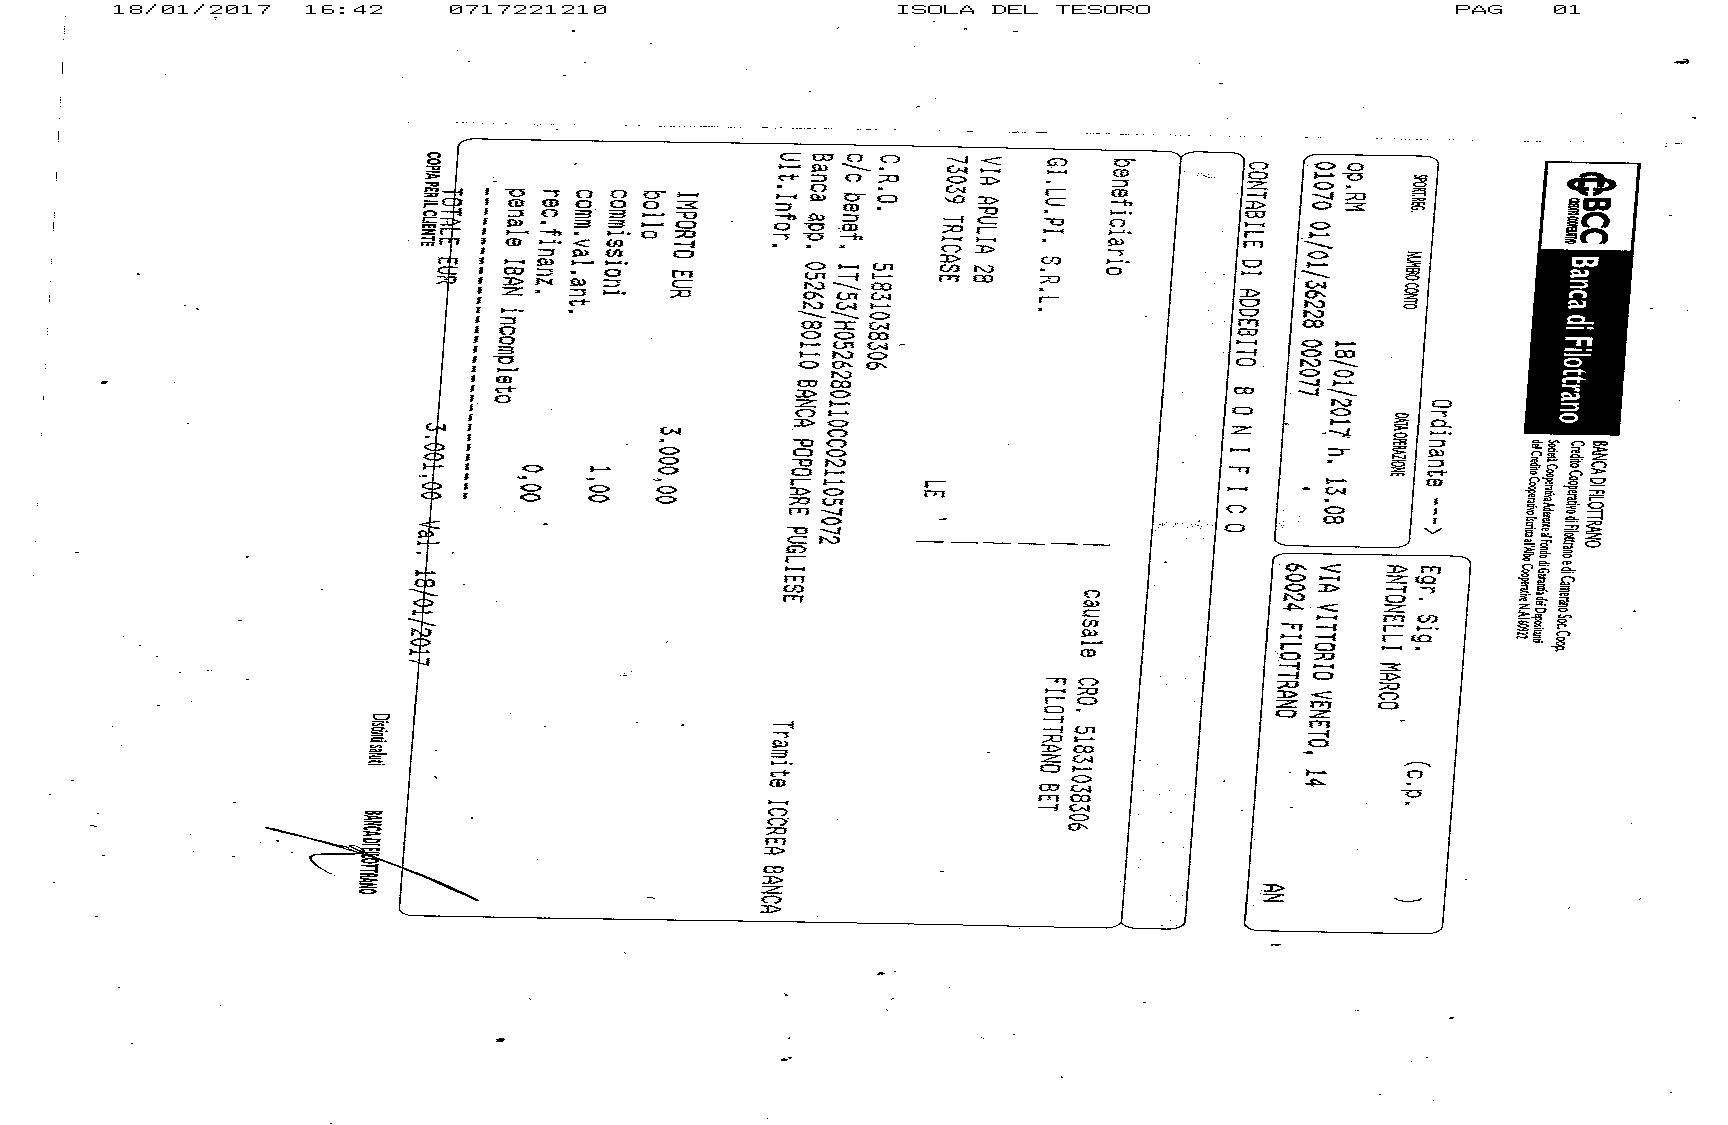 18/01/2017 16:42 0717221210 ISOLA DEL TESORO PAG 01
BCC Banca di Filottrano
CREDITO COOPERATIVO
BANCA DI FILOTTRANO
Credito Cooperativo di Filottrano e di Camerano Soc. Coop.
Società Cooperativa Aderente al Fondo di Garanzia dei Depositanti
del Credito Cooperativo Iscritta all'Albo Cooperative N.A160922
Ordinante --->
Egr. Sig.
ANTONELLI MARCO (c.p. )
VIA VITTORIO VENETO, 14
60024 FILOTTRANO AN
NUMERO CONTO DATA OPERAZIONE
op.RM 18/01/2017 h. 13.08
01070 01/01/36228 002077
CONTABILE DI ADDEBITO B O N I F I C O
beneficiario
GI.LU.PI. S.R.L.
VIA APULIA 28
73039 TRICASE LE
causale CRO. 51831038306
FILOTTRANO BET
C.R.O. 51831038306
c/c benef. IT/53/H0526280110CC0211057072
Banca app. 05262/80110 BANCA POPOLARE PUGLIESE
Ult.Infor. Tramite ICCREA BANCA
IMPORTO EUR 3.000,00
bollo
commissioni 1,00
comm.val.ant.
rec.finanz.
penale IBAN incompleto 0,00
TOTALE EUR 3.001,00 Val. 18/01/2017
COPIA PER IL CLIENTE
Distinti saluti
BANCA DI FILOTTRANO